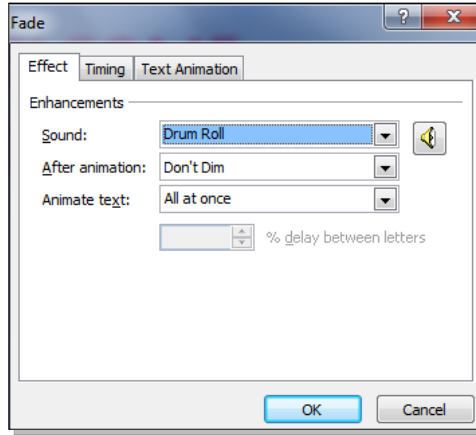 Fade
Effect Timing Text Animation
Enhancements
Sound: Drum Roll
After animation: Don't Dim
Animate text: All at once
% delay between letters
OK Cancel